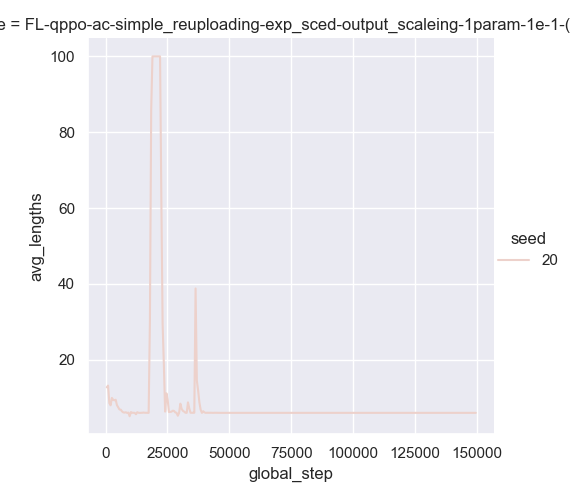 e = FL-qppo-ac-simple_reuploading-exp_sced-output_scaleing-1param-1e-1-(
100
80
60
40
20
avg_lengths
seed
20
0 25000 50000 75000 100000 125000 150000
global_step